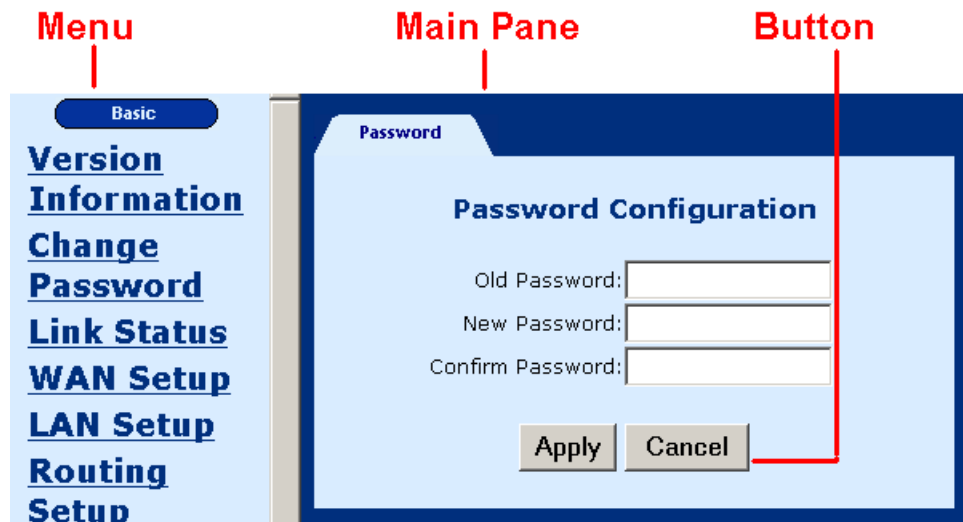 Menu
Main Pane
Button
Basic
Version
Information
Change
Password
Link Status
WAN Setup
LAN Setup
Routing
Setup
Password
Password Configuration
Old Password:
New Password:
Confirm Password:
Apply
Cancel